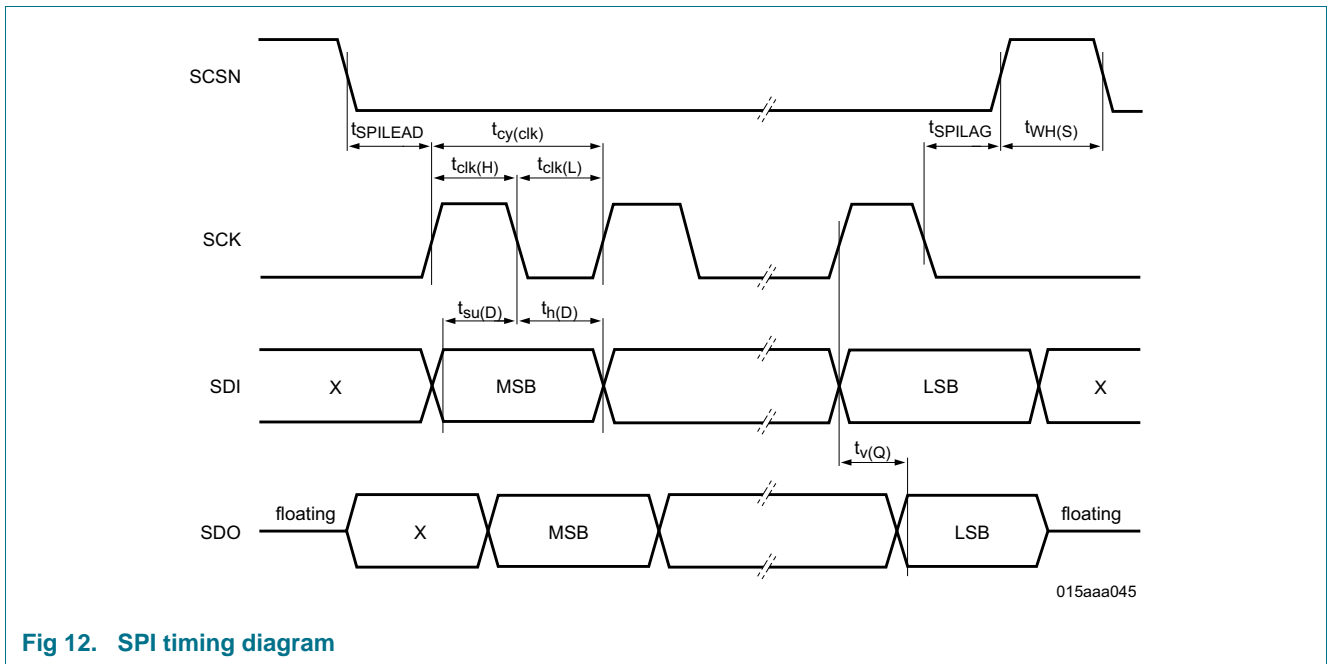 SCSN
tSPILEAD tcy(clk) tSPILAG tWH(S)
tclk(H) tclk(L)
SCK
tsu(D) th(D)
SDI X MSB LSB X
tv(Q)
SDO floating X MSB LSB floating
015aaa045
Fig 12. SPI timing diagram